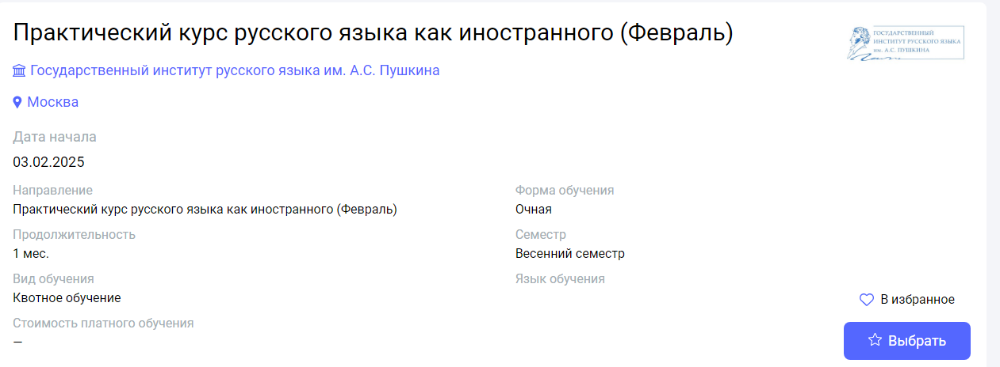 Практический курс русского языка как иностранного (Февраль)
ГОСУДАРСТВЕННЫЙ
ИНСТИТУТ РУССКОГО ЯЗЫКА
им. А.С. ПУШКИНА
Государственный институт русского языка им. А.С. Пушкина
Москва
Дата начала
03.02.2025
Направление
Практический курс русского языка как иностранного (Февраль)
Форма обучения
Очная
Продолжительность
1 мес.
Семестр
Весенний семестр
Вид обучения
Квотное обучение
Язык обучения
В избранное
Стоимость платного обучения
—
Выбрать